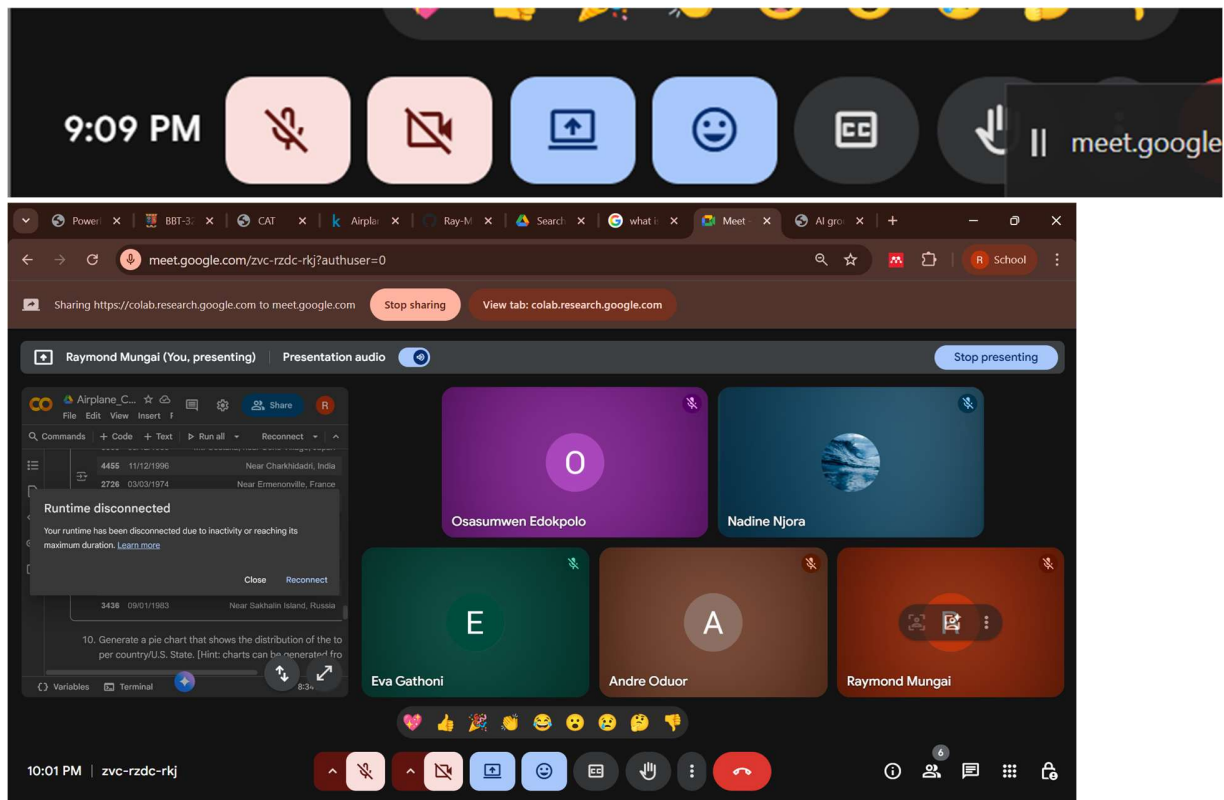 9:09 PM
meet.google
BBT-3
CAT
Airpla
Ray-M
Search
what i
Meet -
AI gro
meet.google.com/zvc-rzdc-rkj?authuser=0
R School
Sharing https://colab.research.google.com to meet.google.com Stop sharing View tab: colab.research.google.com
Raymond Mungai (You, presenting) Presentation audio Stop presenting
Airplane_C... Share R
File Edit View Insert
Commands + Code + Text Run all Reconnect
4455 11/12/1996 Near Charkhidadri, India
2726 03/03/1974 Near Ermenonville, France
Runtime disconnected
Your runtime has been disconnected due to inactivity or reaching its
maximum duration. Learn more
Close Reconnect
3436 09/01/1983 Near Sakhalin Island, Russia
10. Generate a pie chart that shows the distribution of the to
per country/U.S. State. [Hint: charts can be generated fro
Variables Terminal 8:34
O
Osasumwen Edokpolo
Nadine Njora
E
Eva Gathoni
A
Andre Oduor
R
Raymond Mungai
10:01 PM | zvc-rzdc-rkj
CC
6